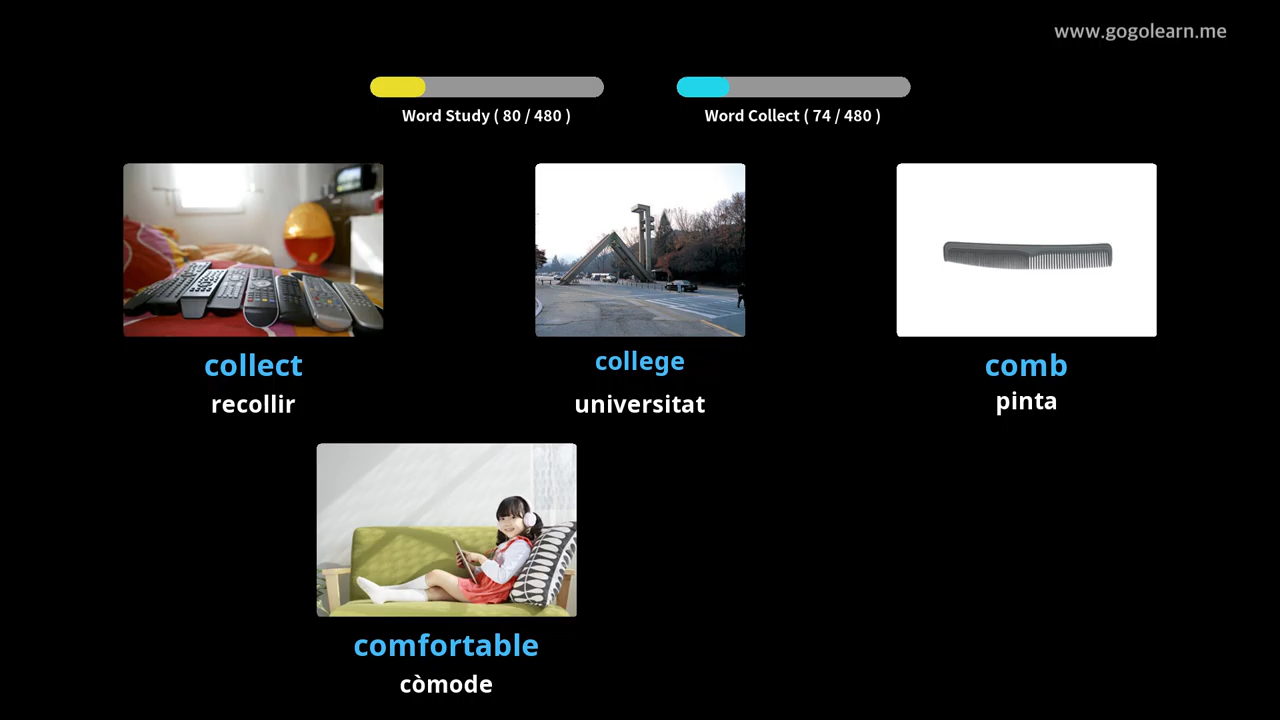 www.gogolearn.me
Word Study ( 80 / 480 )
Word Collect ( 74 / 480 )
collect
recollir
college
universitat
comb
pinta
comfortable
còmode